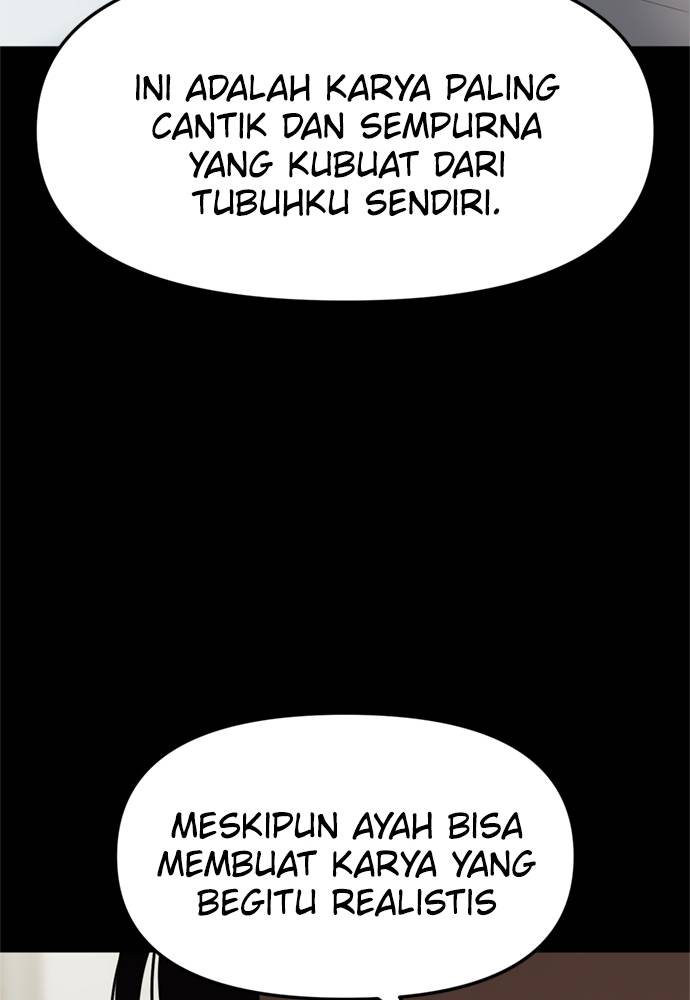 INI ADALAH KARYA PALING
CANTIK DAN SEMPURNA
YANG KUBUAT DARI
TUBUHKU SENDIRI.
MESKIPUN AYAH BISA
MEMBUAT KARYA YANG
BEGITU REALISTIS